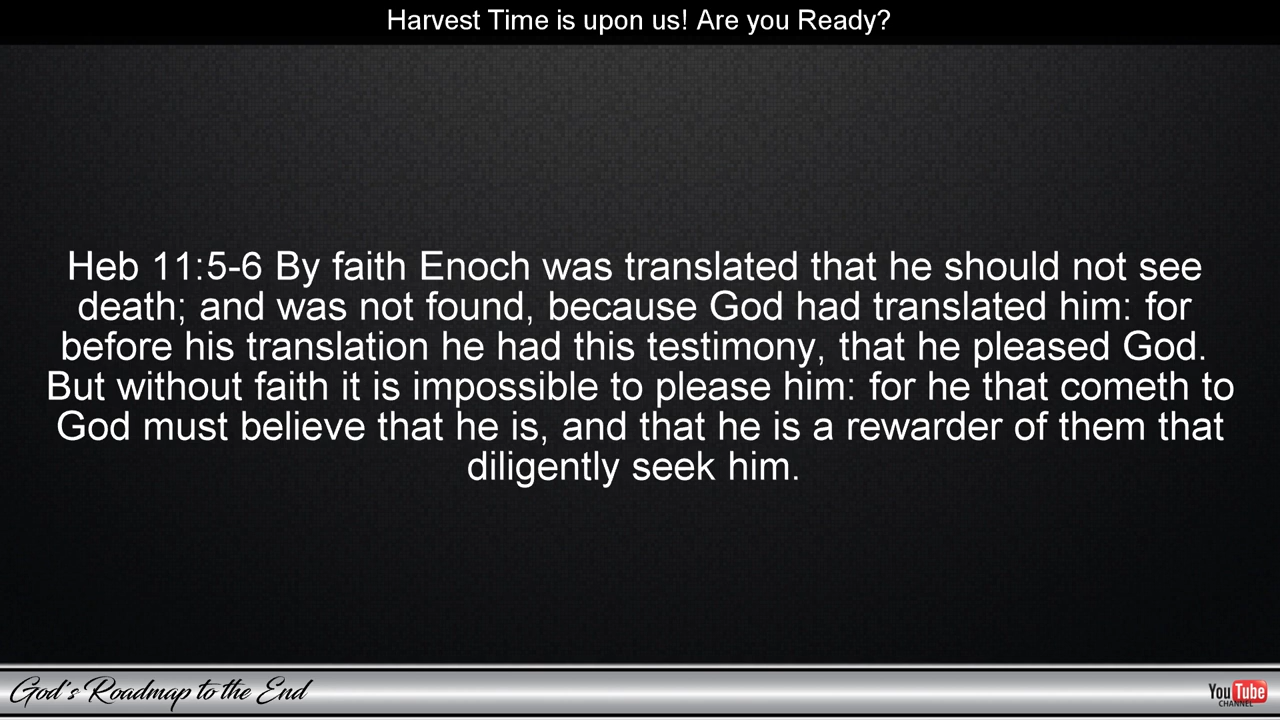 Harvest Time is upon us! Are you Ready?
Heb 11:5-6 By faith Enoch was translated that he should not see
death; and was not found, because God had translated him: for
before his translation he had this testimony, that he pleased God.
But without faith it is impossible to please him: for he that cometh to
God must believe that he is, and that he is a rewarder of them that
diligently seek him.
God's Roadmap to the End
YouTube
CHANNEL